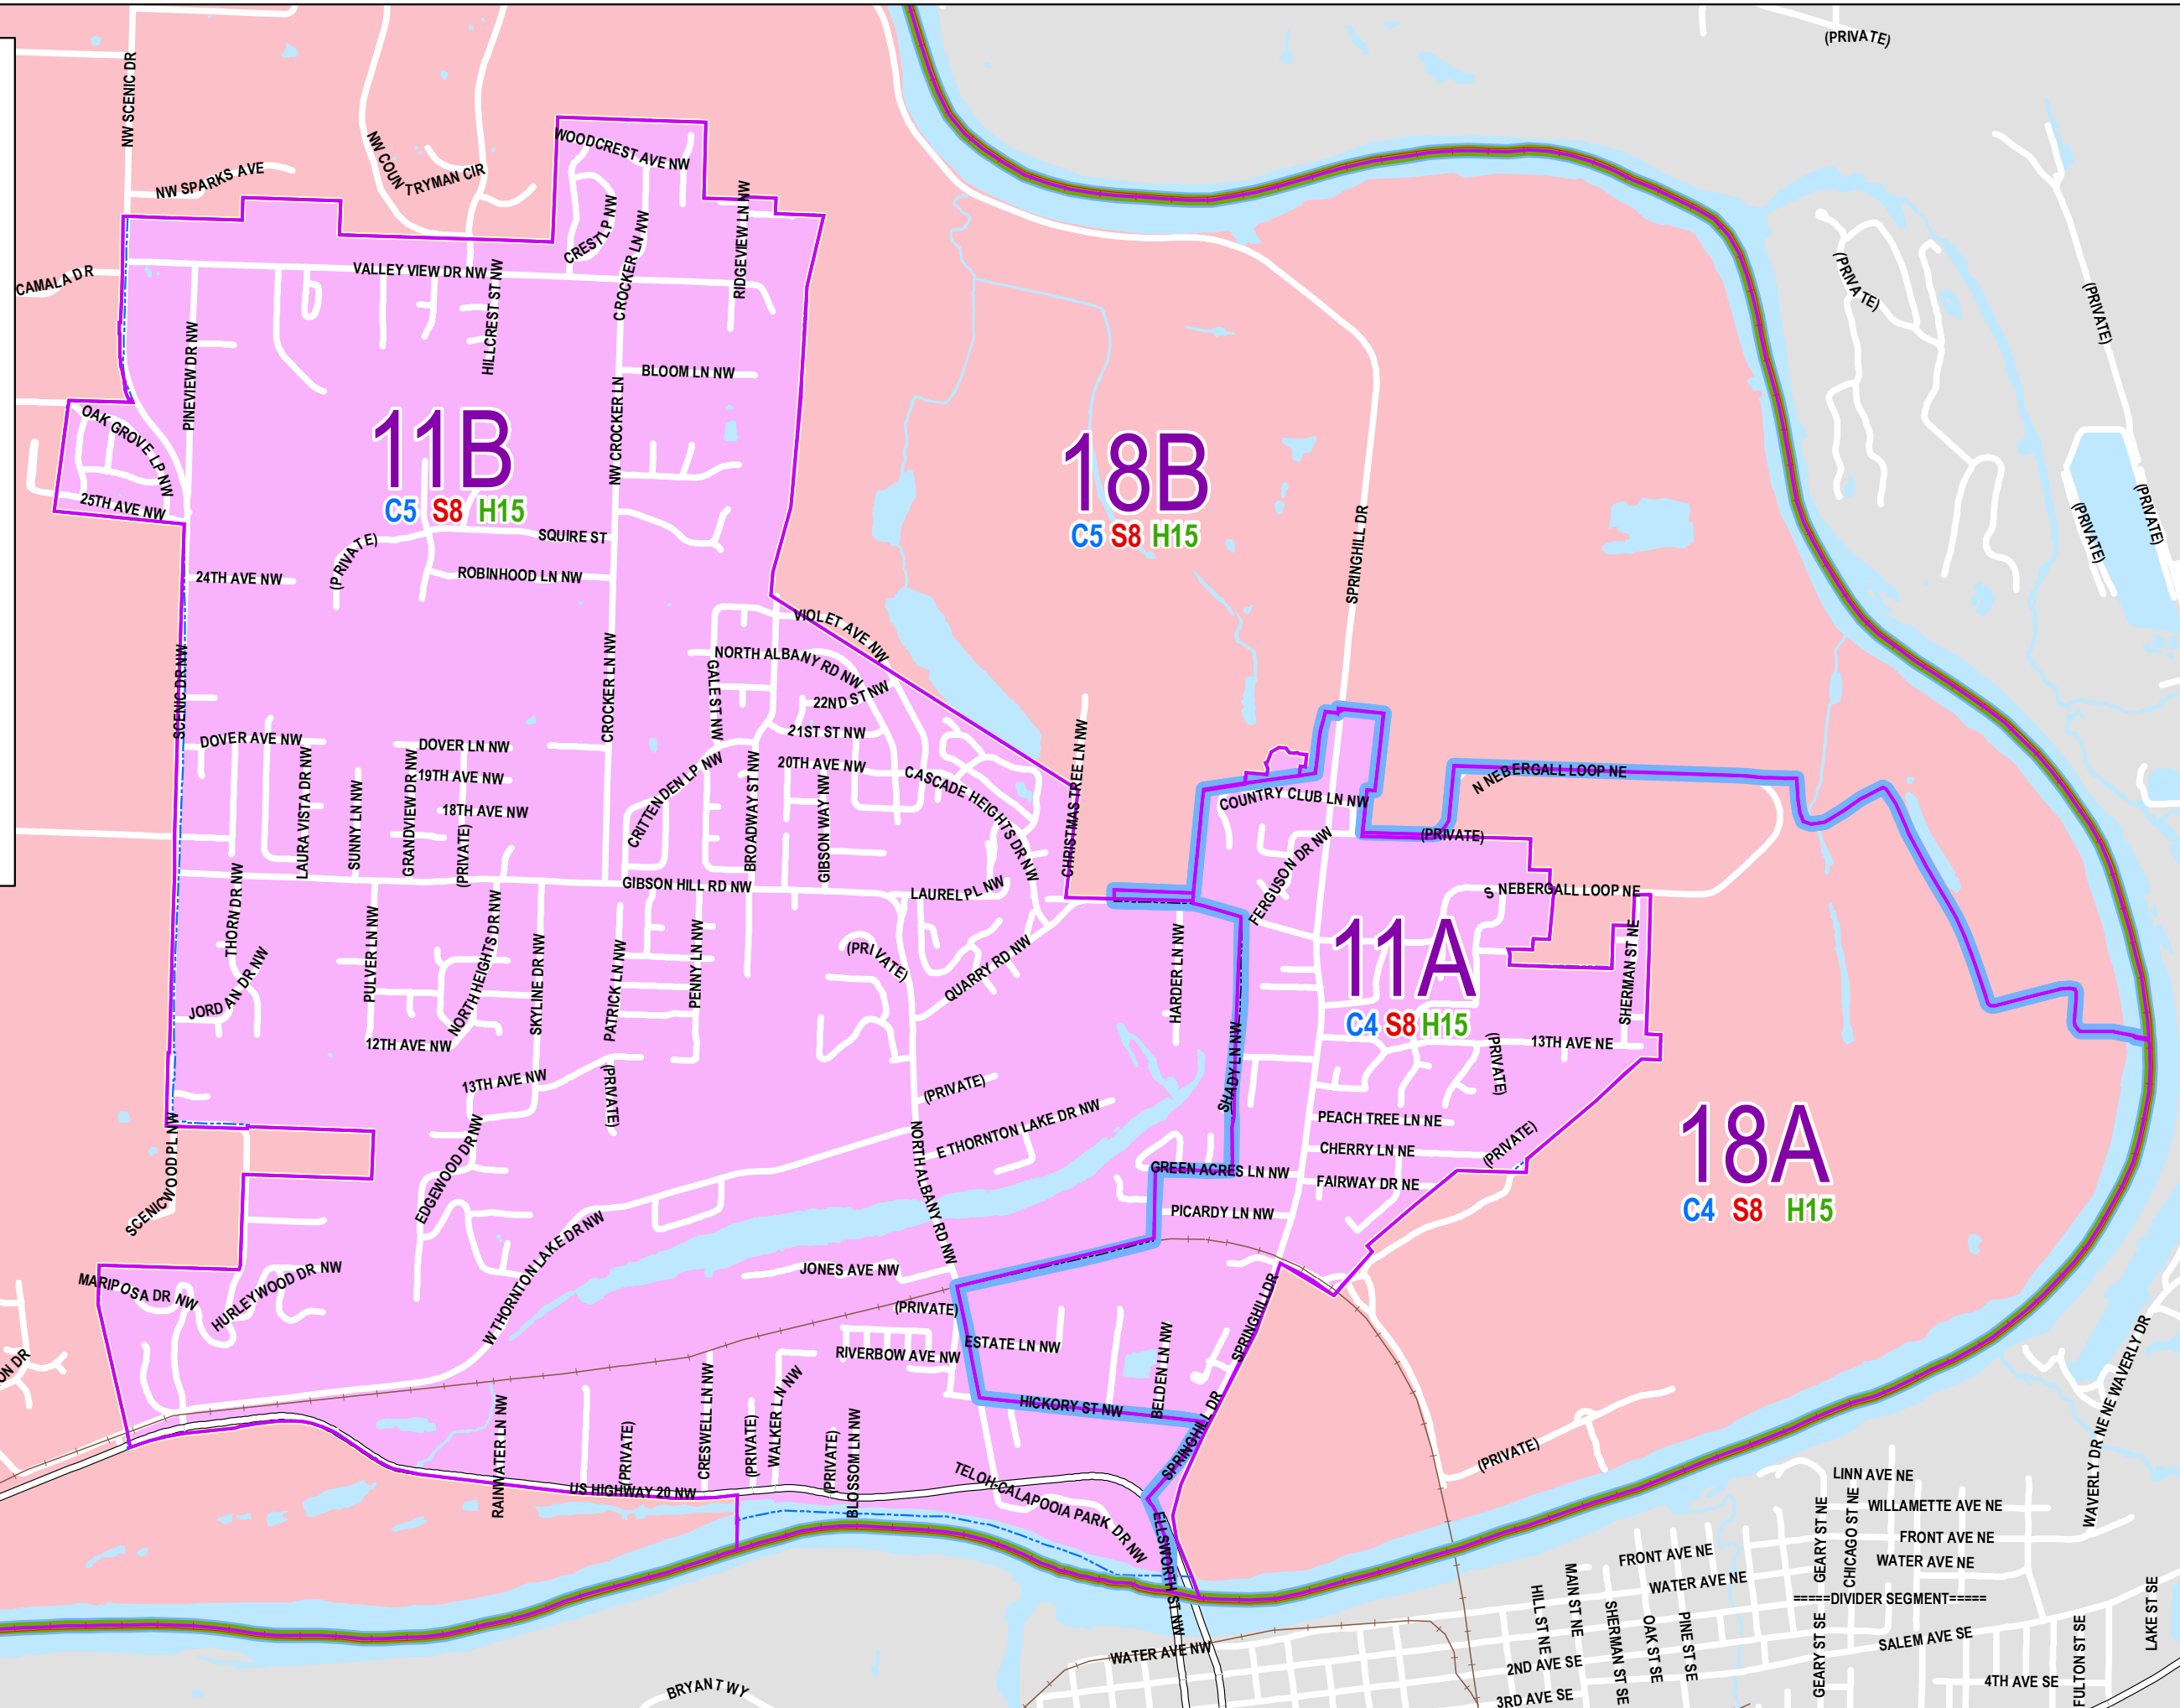 (PRIVATE)
NW SCENIC DR
WOODCREST AVE NW
NW COUN
TRYMAN CIR
NW SPARKS AVE
CREST LP NW
CROCKER LN NW
RIDGEVIEW LN NW
CAMALA DR
VALLEY VIEW DR NW
HILLCREST ST NW
(PRIVATE)
(PRIVATE)
PINEVIEW DR NW
BLOOM LN NW
NW CROCKER LN
OAK GROVE LP NW
25TH AVE NW
11B
C5 S8 H15
18B
C5 S8 H15
(PRIVATE)
(PRIVATE)
SQUIRE ST
(PRIVATE)
24TH AVE NW
ROBINHOOD LN NW
SPRINGHILL DR
VIOLET AVE NW
NORTH ALBANY RD NW
GALE ST NW
22ND ST NW
SCENIC DR NW
CROCKER LN NW
21ST ST NW
DOVER AVE NW
DOVER LN NW
LAURA VISTA DR NW
SUNNY LN NW
GRANDVIEW DR NW
19TH AVE NW
18TH AVE NW
(PRIVATE)
CRITTENDEN LP NW
BROADWAY ST NW
20TH AVE NW
GIBSON WAY NW
CASCADE HEIGHTS DR NW
CHRISTMAS TREE LN NW
COUNTRY CLUB LN NW
N NEBERGALL LOOP NE
(PRIVATE)
FERGUSON DR NW
GIBSON HILL RD NW
LAUREL PL NW
S NEBERGALL LOOP NE
THORN DR NW
PULVER LN NW
NORTH HEIGHTS DR NW
SKYLINE DR NW
PATRICK LN NW
PENNY LN NW
(PRIVATE)
QUARRY RD NW
HARDER LN NW
11A
C4 S8 H15
SHERMAN ST NE
JORDAN DR NW
12TH AVE NW
13TH AVE NW
(PRIVATE)
(PRIVATE)
SHADY LN NW
13TH AVE NE
(PRIVATE)
E THORNTON LAKE DR NW
PEACH TREE LN NE
CHERRY LN NE
(PRIVATE)
18A
C4 S8 H15
SCENICWOOD PL NW
EDGEWOOD DR NW
NORTH ALBANY RD NW
GREEN ACRES LN NW
FAIRWAY DR NE
PICARDY LN NW
MARIPOSA DR NW
HURLEYWOOD DR NW
W THORNTON LAKE DR NW
JONES AVE NW
(PRIVATE)
ESTATE LN NW
RIVERBOW AVE NW
BELDEN LN NW
SPRINGHILL DR
ON DR
HICKORY ST NW
SPRINGHILL DR
RAINWATER LN NW
(PRIVATE)
CRESWELL LN NW
(PRIVATE)
WALKER LN NW
(PRIVATE)
BLOSSOM LN NW
US HIGHWAY 20 NW
TELOH-CALAPOOIA PARK DR NW
ELLSWORTH ST NW
(PRIVATE)
WAVERLY DR NE NE WAVERLY DR
LINN AVE NE
WILLAMETTE AVE NE
FRONT AVE NE
WATER AVE NE
GEARY ST NE
CHICAGO ST NE
FRONT AVE NE
WATER AVE NE
=====DIVIDER SEGMENT=====
HILL ST NE
MAIN ST NE
SHERMAN ST SE
OAK ST SE
PINE ST SE
GEARY ST SE
SALEM AVE SE
FULTON ST SE
LAKE ST SE
WATER AVE NW
2ND AVE SE
3RD AVE SE
4TH AVE SE
BRYANT WY